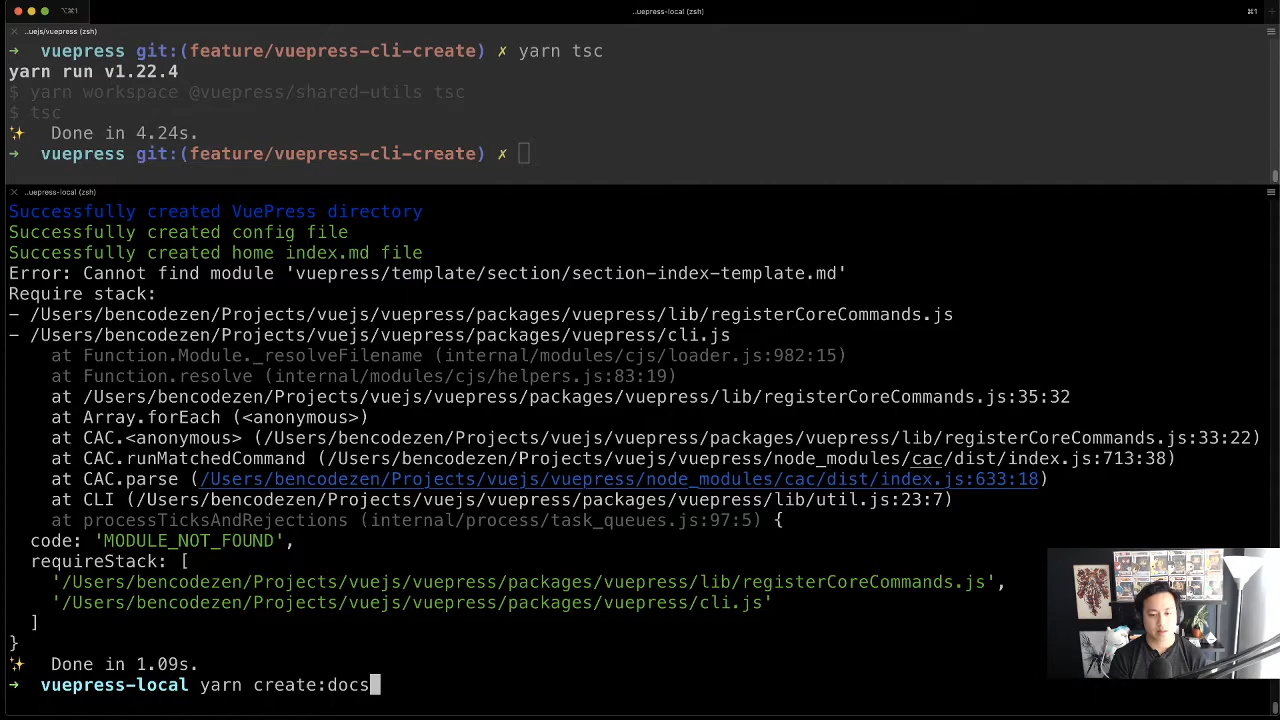 ⌥⌘1
..uepress-local (zsh)
⌘1
..uejs/vuepress (zsh)
→ vuepress git:(feature/vuepress-cli-create) ✗ yarn tsc
yarn run v1.22.4
$ yarn workspace @vuepress/shared-utils tsc
$ tsc
✨ Done in 4.24s.
→ vuepress git:(feature/vuepress-cli-create) ✗
..uepress-local (zsh)
Successfully created VuePress directory
Successfully created config file
Successfully created home index.md file
Error: Cannot find module 'vuepress/template/section/section-index-template.md'
Require stack:
- /Users/bencodezen/Projects/vuejs/vuepress/packages/vuepress/lib/registerCoreCommands.js
- /Users/bencodezen/Projects/vuejs/vuepress/packages/vuepress/cli.js
at Function.Module._resolveFilename (internal/modules/cjs/loader.js:982:15)
at Function.resolve (internal/modules/cjs/helpers.js:83:19)
at /Users/bencodezen/Projects/vuejs/vuepress/packages/vuepress/lib/registerCoreCommands.js:35:32
at Array.forEach (<anonymous>)
at CAC.<anonymous> (/Users/bencodezen/Projects/vuejs/vuepress/packages/vuepress/lib/registerCoreCommands.js:33:22)
at CAC.runMatchedCommand (/Users/bencodezen/Projects/vuejs/vuepress/node_modules/cac/dist/index.js:713:38)
at CAC.parse (/Users/bencodezen/Projects/vuejs/vuepress/node_modules/cac/dist/index.js:633:18)
at CLI (/Users/bencodezen/Projects/vuejs/vuepress/packages/vuepress/lib/util.js:23:7)
at processTicksAndRejections (internal/process/task_queues.js:97:5) {
code: 'MODULE_NOT_FOUND',
requireStack: [
'/Users/bencodezen/Projects/vuejs/vuepress/packages/vuepress/lib/registerCoreCommands.js',
'/Users/bencodezen/Projects/vuejs/vuepress/packages/vuepress/cli.js'
]
}
✨ Done in 1.09s.
→ vuepress-local yarn create:docs